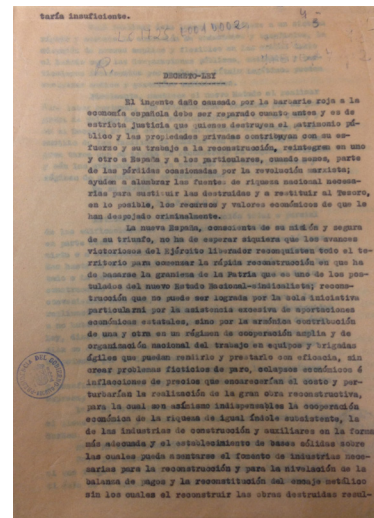 taría insuficiente.
DECRETO-LEY
El ingente daño causado por la barbarie roja a la
economía española debe ser reparado cuanto antes y es de
estricta justicia que quienes destruyen el patrimonio pú-
blico y las propiedades privadas contribuyan con su es-
fuerzo y su trabajo a la reconstrucción, reintegren en uno
y otro a España y a los particulares, cuando menos, parte
de las pérdidas ocasionadas por la revolución marxista;
ayuden a alumbrar las fuentes de riqueza nacional necesa-
rias para sustituir las destruidas y a restituir al Tesoro,
en lo posible, los recursos y valores económicos de que le
han despojado criminalmente.
La nueva España, consciente de su misión y segura
de su triunfo, no ha de esperar siquiera que los avances
victoriosos del Ejército liberador reconquisten todo el te-
rritorio para comenzar la rápida reconstrucción en que ha
de basarse la grandeza de la Patria que es uno de los pos-
tulados del nuevo Estado Nacional-sindicalista; recons-
trucción que no puede ser lograda por la sola iniciativa
particular ni por la asistencia excesiva de aportaciones
económicas estatales, sino por la armónica contribución
de una y otra en un régimen de cooperación amplia y de
organización nacional del trabajo en equipos y brigadas
ágiles que puedan rendirlo y prestarlo con eficacia, sin
crear problemas ficticios de paro, colapsos económicos é
inflacciones de precios que encarecerían el costo y per-
turbarían la realización de la gran obra reconstructiva,
para la cual son asimismo indispensables la cooperación
económica de la riqueza de igual índole subsistente, la
de las industrias de construcción y auxiliares en la forma
más adecuada y el establecimiento de bases sólidas sobre
las cuales pueda asentarse el fomento de industrias nece-
sarias para la reconstrucción y para la nivelación de la
balanza de pagos y la reconstitución del encaje metálico
sin los cuales el reconstruir las obras destruidas resul-